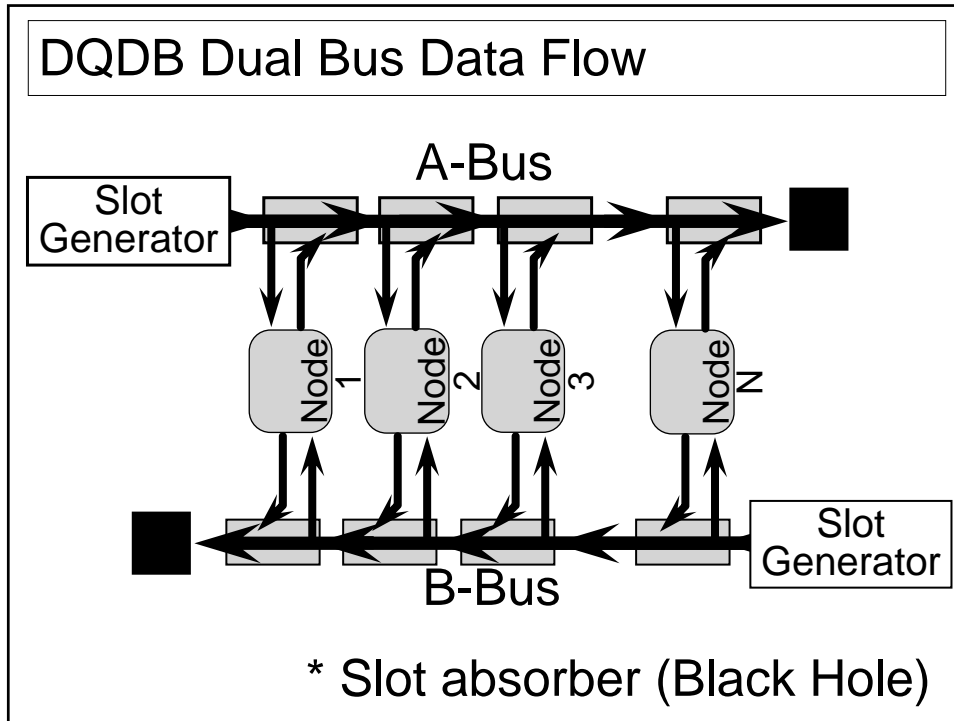 DQDB Dual Bus Data Flow
A-Bus
Slot
Generator
Node
1
Node
2
Node
3
Node
N
Slot
Generator
B-Bus
* Slot absorber (Black Hole)